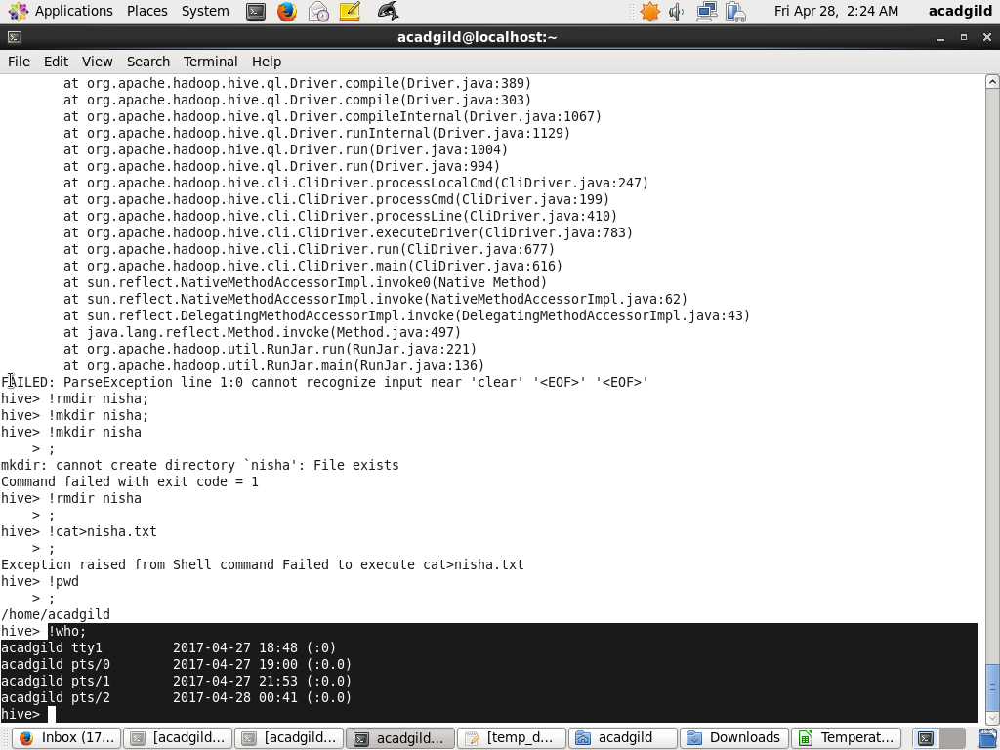 Applications Places System Fri Apr 28, 2:24 AM acadgild
acadgild@localhost:~
File Edit View Search Terminal Help
at org.apache.hadoop.hive.ql.Driver.compile(Driver.java:389)
at org.apache.hadoop.hive.ql.Driver.compile(Driver.java:303)
at org.apache.hadoop.hive.ql.Driver.compileInternal(Driver.java:1067)
at org.apache.hadoop.hive.ql.Driver.runInternal(Driver.java:1129)
at org.apache.hadoop.hive.ql.Driver.run(Driver.java:1004)
at org.apache.hadoop.hive.ql.Driver.run(Driver.java:994)
at org.apache.hadoop.hive.cli.CliDriver.processLocalCmd(CliDriver.java:247)
at org.apache.hadoop.hive.cli.CliDriver.processCmd(CliDriver.java:199)
at org.apache.hadoop.hive.cli.CliDriver.processLine(CliDriver.java:410)
at org.apache.hadoop.hive.cli.CliDriver.executeDriver(CliDriver.java:783)
at org.apache.hadoop.hive.cli.CliDriver.run(CliDriver.java:677)
at org.apache.hadoop.hive.cli.CliDriver.main(CliDriver.java:616)
at sun.reflect.NativeMethodAccessorImpl.invoke0(Native Method)
at sun.reflect.NativeMethodAccessorImpl.invoke(NativeMethodAccessorImpl.java:62)
at sun.reflect.DelegatingMethodAccessorImpl.invoke(DelegatingMethodAccessorImpl.java:43)
at java.lang.reflect.Method.invoke(Method.java:497)
at org.apache.hadoop.util.RunJar.run(RunJar.java:221)
at org.apache.hadoop.util.RunJar.main(RunJar.java:136)
FAILED: ParseException line 1:0 cannot recognize input near 'clear' '<EOF>' '<EOF>'
hive> !rmdir nisha;
hive> !mkdir nisha;
hive> !mkdir nisha
> ;
mkdir: cannot create directory `nisha': File exists
Command failed with exit code = 1
hive> !rmdir nisha
> ;
hive> !cat>nisha.txt
> ;
Exception raised from Shell command Failed to execute cat>nisha.txt
hive> !pwd
> ;
/home/acadgild
hive> !who;
acadgild tty1 2017-04-27 18:48 (:0)
acadgild pts/0 2017-04-27 19:00 (:0.0)
acadgild pts/1 2017-04-27 21:53 (:0.0)
acadgild pts/2 2017-04-28 00:41 (:0.0)
hive>
Inbox (17... [acadgild... [acadgild... acadgild... [temp_d... acadgild Downloads Temperat...